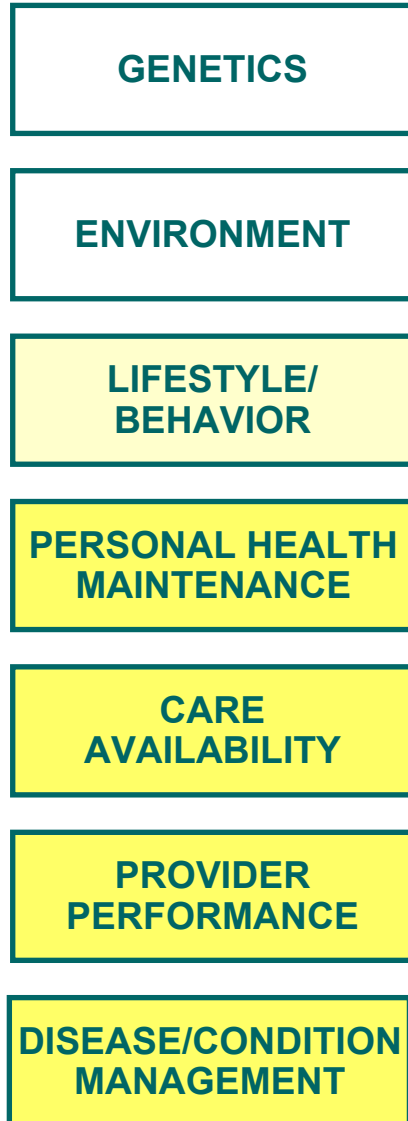 GENETICS
ENVIRONMENT
LIFESTYLE/
BEHAVIOR
PERSONAL HEALTH
MAINTENANCE
CARE
AVAILABILITY
PROVIDER
PERFORMANCE
DISEASE/CONDITION
MANAGEMENT